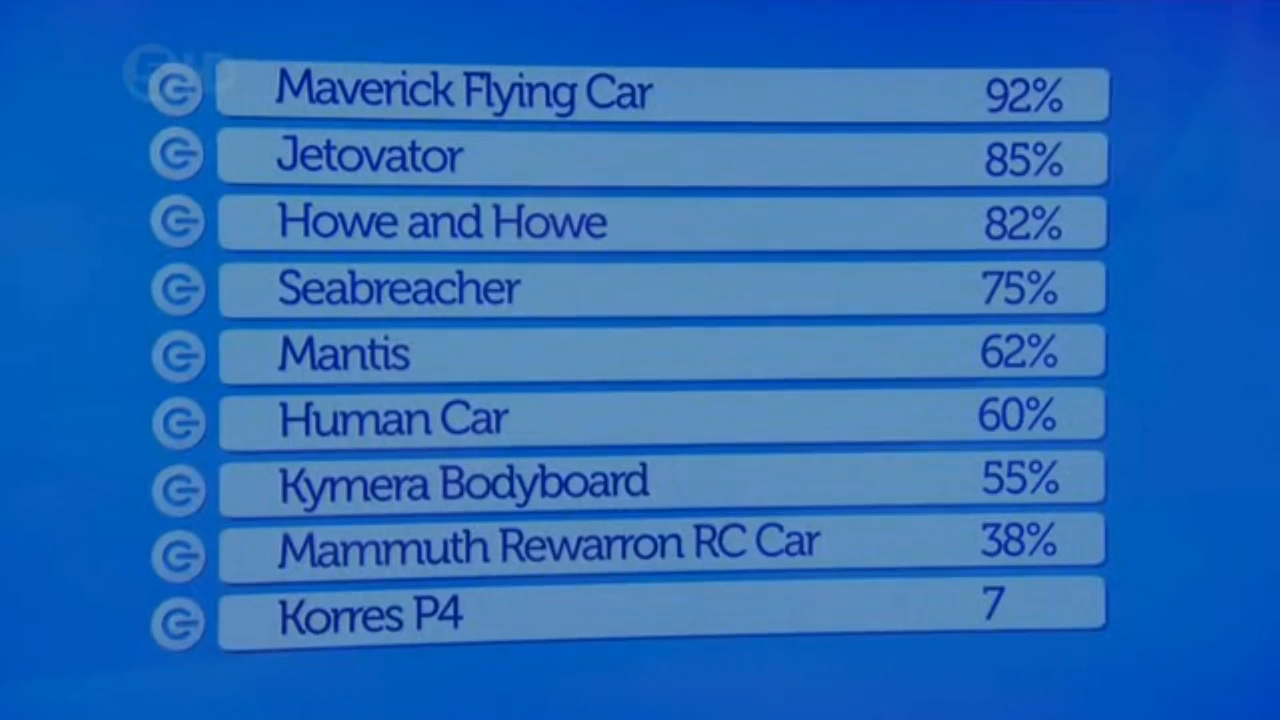 Maverick Flying Car 92%
Jetovator 85%
Howe and Howe 82%
Seabreacher 75%
Mantis 62%
Human Car 60%
Kymera Bodyboard 55%
Mammuth Rewarron RC Car 38%
Korres P4 7